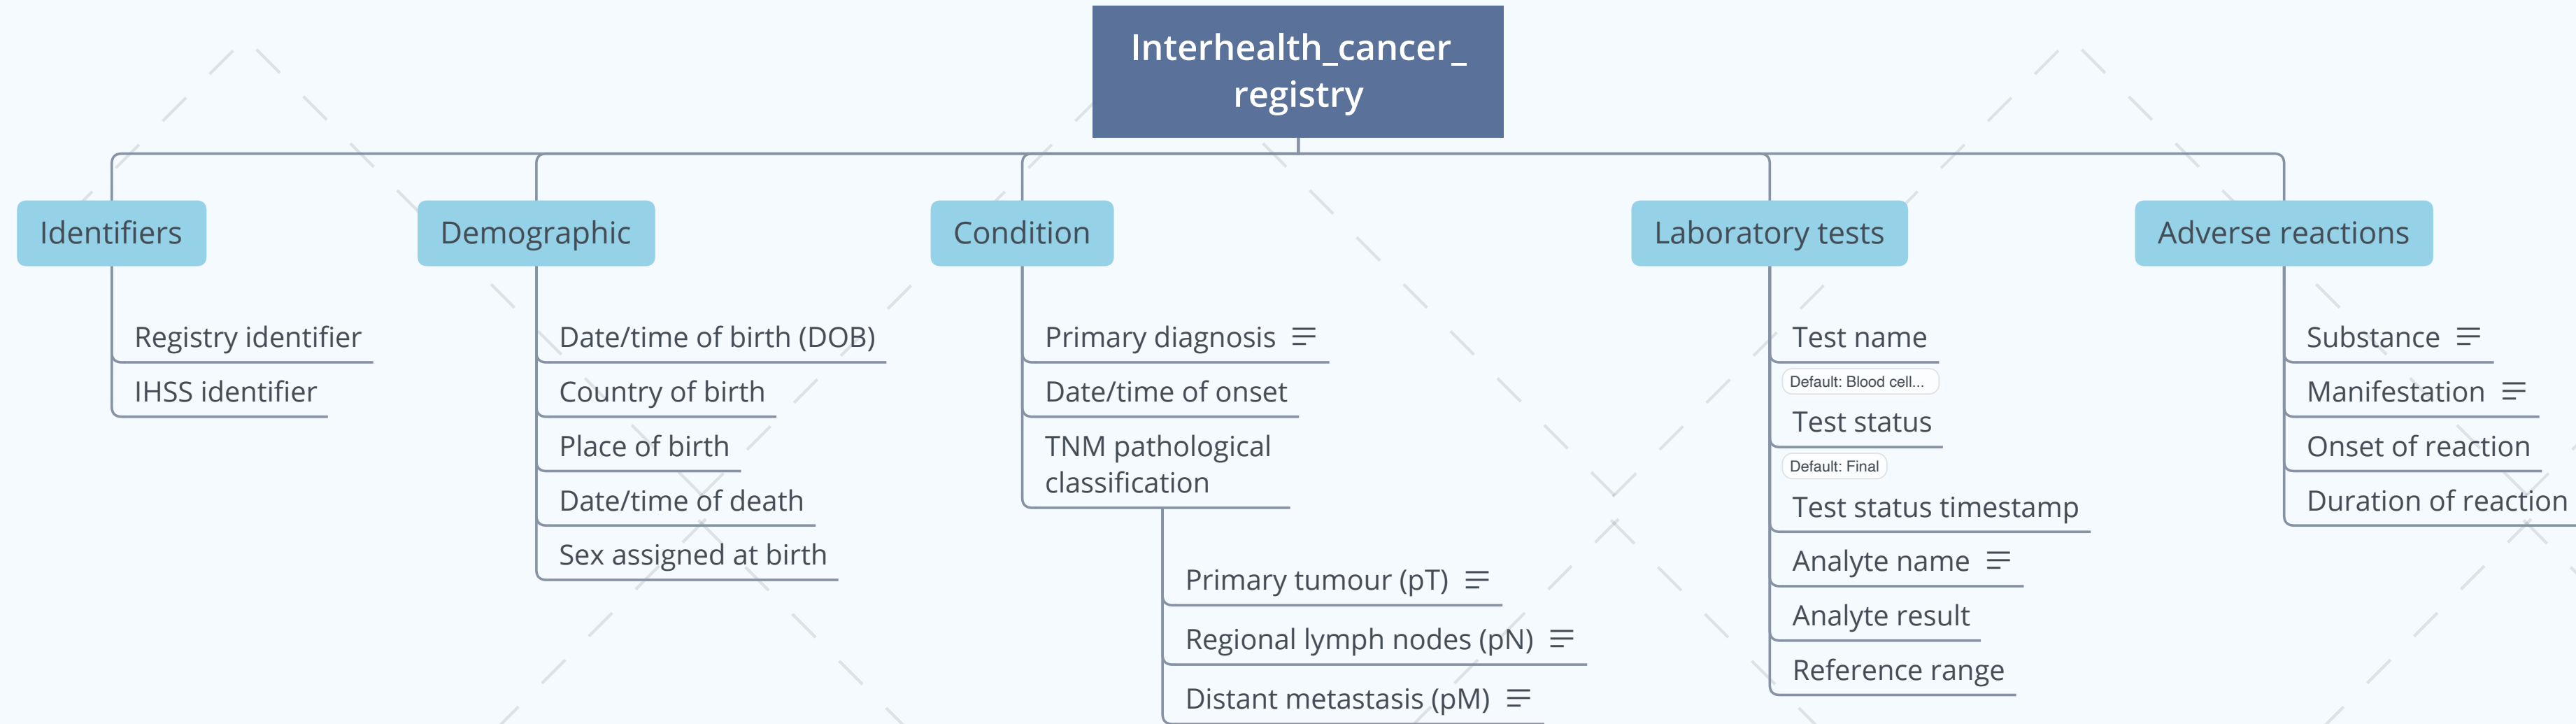 Interhealth_cancer_
registry
Identifiers
Registry identifier
IHSS identifier
Demographic
Date/time of birth (DOB)
Country of birth
Place of birth
Date/time of death
Sex assigned at birth
Condition
Primary diagnosis
Date/time of onset
TNM pathological
classification
Primary tumour (pT)
Regional lymph nodes (pN)
Distant metastasis (pM)
Laboratory tests
Test name
Default: Blood cell...
Test status
Default: Final
Test status timestamp
Analyte name
Analyte result
Reference range
Adverse reactions
Substance
Manifestation
Onset of reaction
Duration of reaction